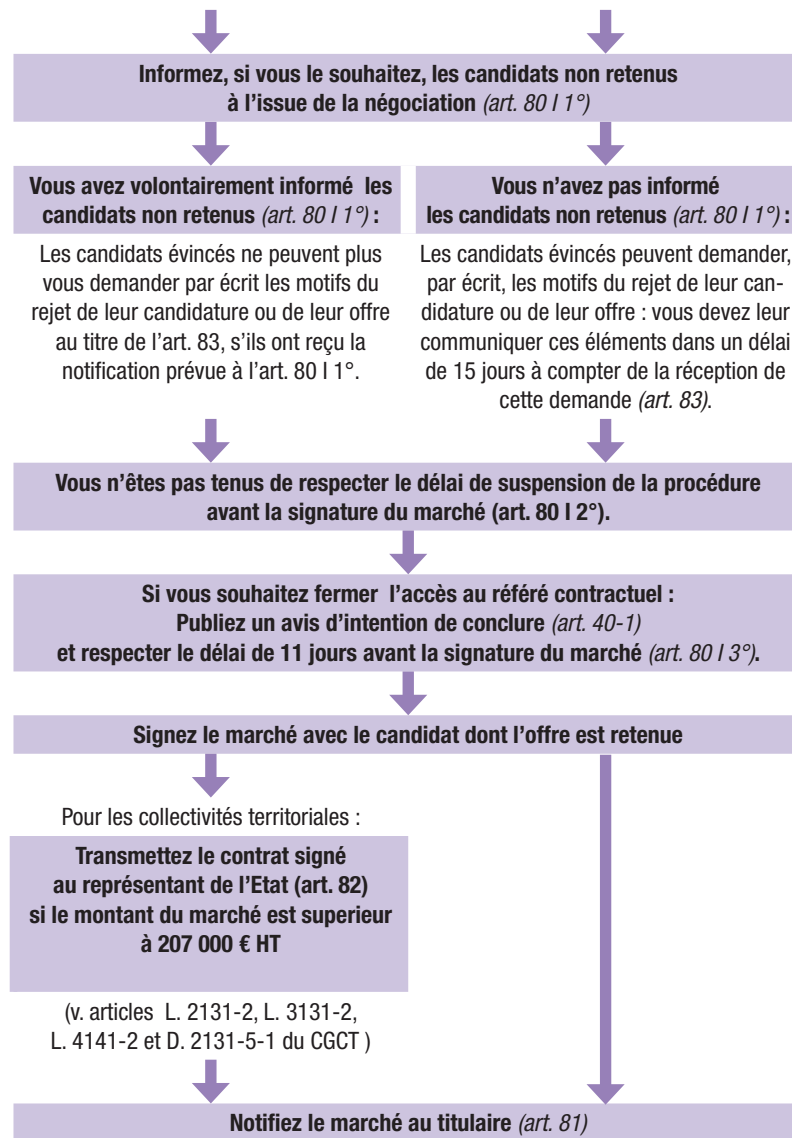 Informez, si vous le souhaitez, les candidats non retenus
à l'issue de la négociation (art. 80 I 1°)
Vous avez volontairement informé les
candidats non retenus (art. 80 I 1°) :
Les candidats évincés ne peuvent plus
vous demander par écrit les motifs du
rejet de leur candidature ou de leur offre
au titre de l'art. 83, s'ils ont reçu la
notification prévue à l'art. 80 I 1°.
Vous n'avez pas informé
les candidats non retenus (art. 80 I 1°) :
Les candidats évincés peuvent demander,
par écrit, les motifs du rejet de leur can-
didature ou de leur offre : vous devez leur
communiquer ces éléments dans un délai
de 15 jours à compter de la réception de
cette demande (art. 83).
Vous n'êtes pas tenus de respecter le délai de suspension de la procédure
avant la signature du marché (art. 80 I 2°).
Si vous souhaitez fermer l'accès au référé contractuel :
Publiez un avis d'intention de conclure (art. 40-1)
et respecter le délai de 11 jours avant la signature du marché (art. 80 I 3°).
Signez le marché avec le candidat dont l'offre est retenue
Pour les collectivités territoriales :
Transmettez le contrat signé
au représentant de l'Etat (art. 82)
si le montant du marché est superieur
à 207 000 € HT
(v. articles L. 2131-2, L. 3131-2,
L. 4141-2 et D. 2131-5-1 du CGCT )
Notifiez le marché au titulaire (art. 81)